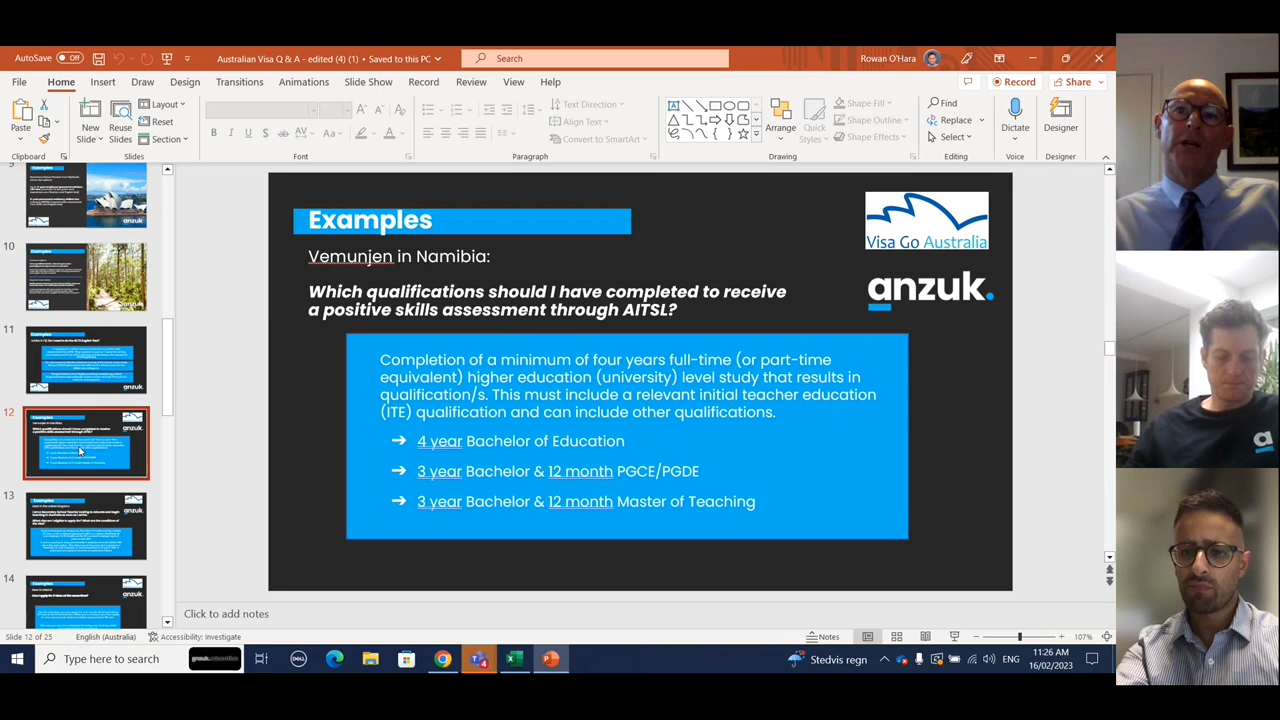 AutoSave Off Australian Visa Q & A - edited (4) (1) • Saved to this PC Search Rowan O'Hara
File Home Insert Draw Design Transitions Animations Slide Show Record Review View Help Record Share
Paste New Slides Reuse Slides Layout Reset Section Text Direction Align Text Convert to SmartArt Arrange Quick Styles Shape Fill Shape Outline Shape Effects Find Replace Select Dictate Designer
Clipboard Slides Font Paragraph Drawing Editing Voice Designer
9
Examples
10
11
12
Examples
13
Examples
14
Examples
Examples
Visa Go Australia
anzuk.
Vemunjen in Namibia:
Which qualifications should I have completed to receive
a positive skills assessment through AITSL?
Completion of a minimum of four years full-time (or part-time
equivalent) higher education (university) level study that results in
qualification/s. This must include a relevant initial teacher education
(ITE) qualification and can include other qualifications.
➔ 4 year Bachelor of Education
➔ 3 year Bachelor & 12 month PGCE/PGDE
➔ 3 year Bachelor & 12 month Master of Teaching
Click to add notes
Slide 12 of 25 English (Australia) Accessibility: Investigate Notes 107%
Type here to search Stedvis regn ENG 11:26 AM
16/02/2023